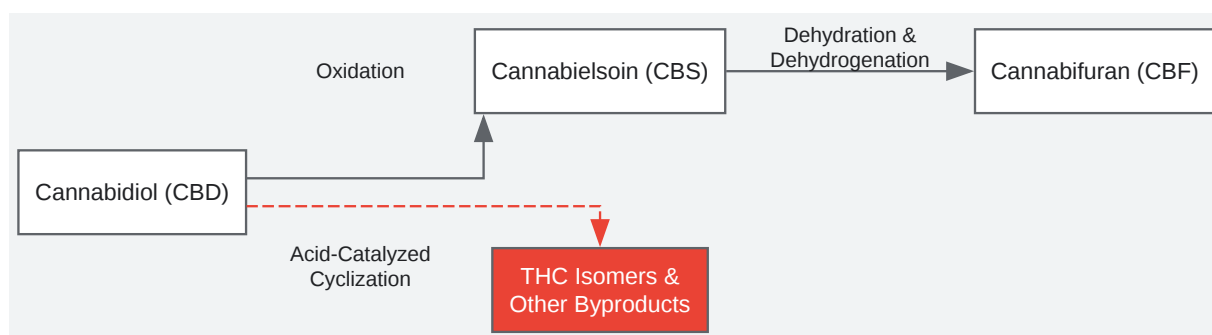 Dehydration &
Dehydrogenation
Oxidation
Cannabielsoin (CBS)
Cannabifuran (CBF)
Cannabidiol (CBD)
Acid-Catalyzed
Cyclization
THC Isomers &
Other Byproducts